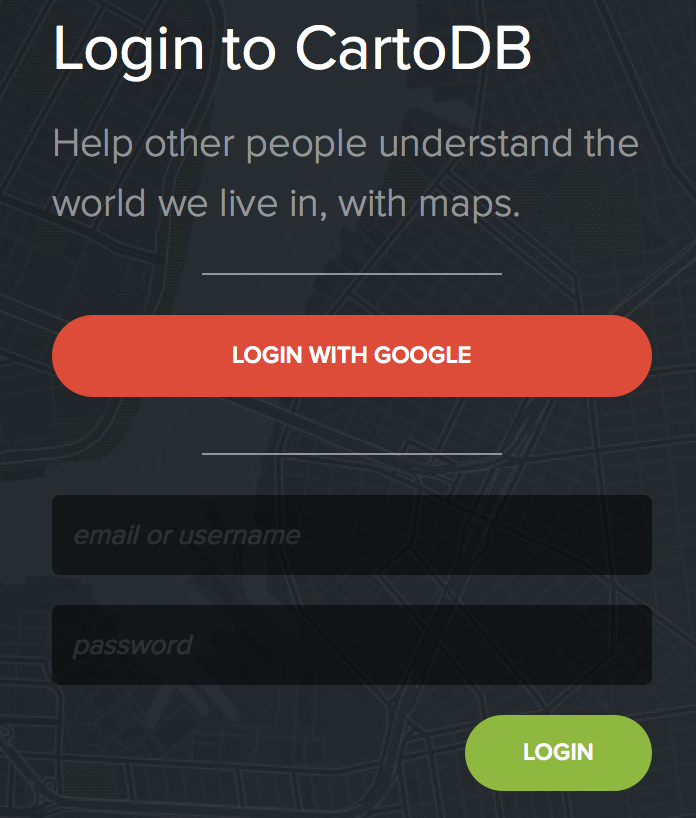 Login to CartoDB
Help other people understand the
world we live in, with maps.
LOGIN WITH GOOGLE
email or username
password
LOGIN